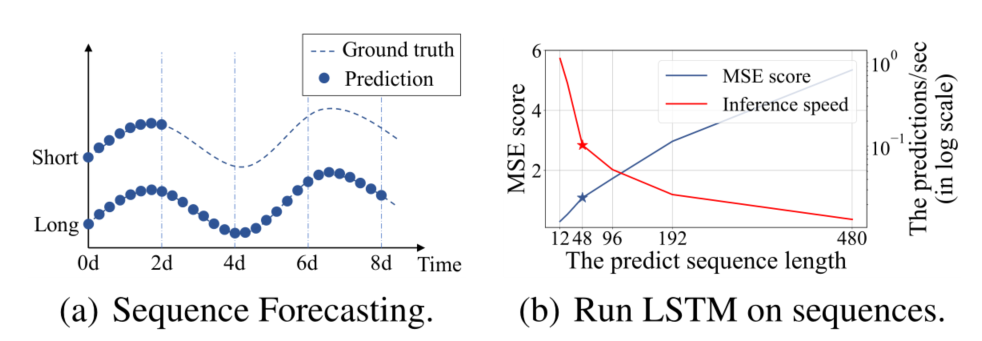 Ground truth
Prediction
Short
Long
0d 2d 4d 6d 8d Time
(a) Sequence Forecasting.
6
4
2
MSE score
MSE score
Inference speed
10^0
10^-1
The predictions/sec
(in log scale)
12 48 96 192 480
The predict sequence length
(b) Run LSTM on sequences.